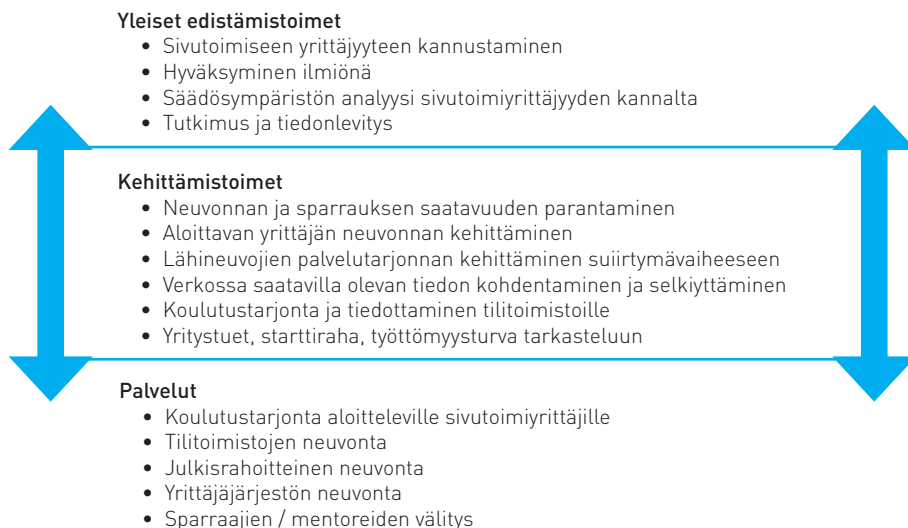 Yleiset edistämistoimet
• Sivutoimiseen yrittäjyyteen kannustaminen
• Hyväksyminen ilmiönä
• Säädösympäristön analyysi sivutoimiyrittäjyyden kannalta
• Tutkimus ja tiedonlevitys
Kehittämistoimet
• Neuvonnan ja sparrauksen saatavuuden parantaminen
• Aloittavan yrittäjän neuvonnan kehittäminen
• Lähineuvojien palvelutarjonnan kehittäminen suiirtymävaiheeseen
• Verkossa saatavilla olevan tiedon kohdentaminen ja selkiyttäminen
• Koulutustarjonta ja tiedottaminen tilitoimistoille
• Yritystuet, starttiraha, työttömyysturva tarkasteluun
Palvelut
• Koulutustarjonta aloitteleville sivutoimiyrittäjille
• Tilitoimistojen neuvonta
• Julkisrahoitteinen neuvonta
• Yrittäjäjärjestön neuvonta
• Sparraajien / mentoreiden välitys